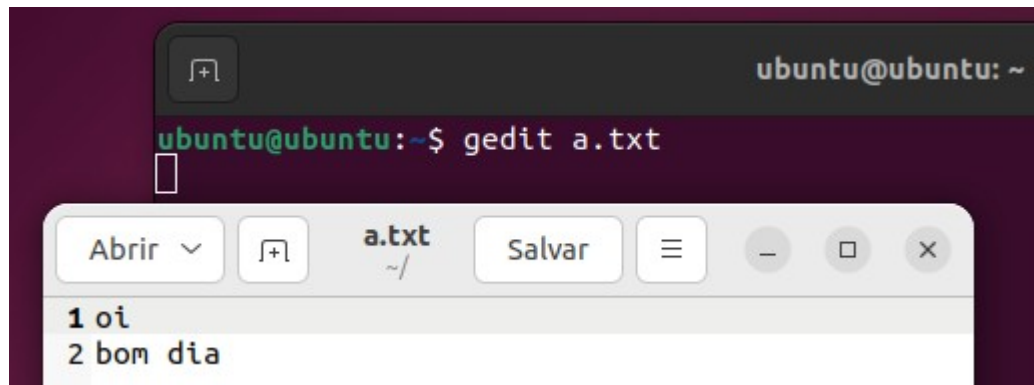 ubuntu@ubuntu: ~
ubuntu@ubuntu:~$ gedit a.txt
Abrir
a.txt
~/
Salvar
1 oi
2 bom dia